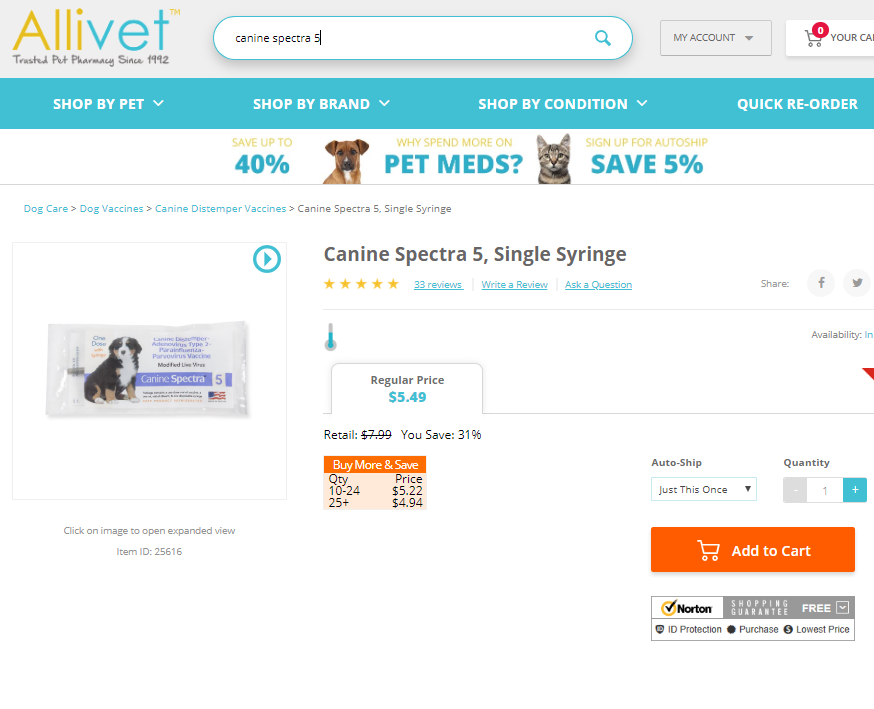 Allivet™
Trusted Pet Pharmacy Since 1992
canine spectra 5
MY ACCOUNT
0
YOUR CA
SHOP BY PET
SHOP BY BRAND
SHOP BY CONDITION
QUICK RE-ORDER
SAVE UP TO
40%
WHY SPEND MORE ON
PET MEDS?
SIGN UP FOR AUTOSHIP
SAVE 5%
Dog Care > Dog Vaccines > Canine Distemper Vaccines > Canine Spectra 5, Single Syringe
One
Dose
Canine Distemper-
Adenovirus Type 2-
Parainfluenza-
Parvovirus Vaccine
Modified Live Virus
Canine Spectra 5
Canine Spectra 5, Single Syringe
33 reviews
Write a Review
Ask a Question
Share:
Availability: In
Regular Price
$5.49
Retail: $7.99 You Save: 31%
Buy More & Save
Qty Price
10-24 $5.22
25+ $4.94
Auto-Ship
Quantity
Just This Once
- 1 +
Add to Cart
Click on image to open expanded view
Item ID: 25616
Norton
SHOPPING
GUARANTEE
FREE
ID Protection Purchase Lowest Price